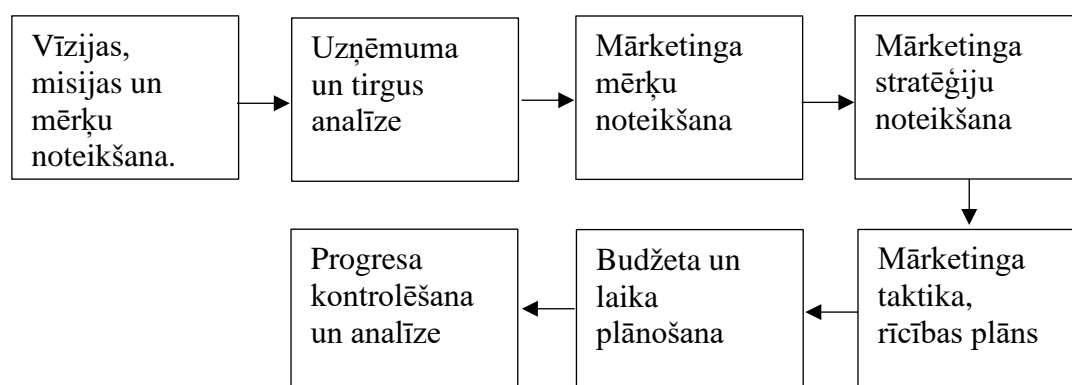 Vīzijas,
misijas un
mērķu
noteikšana.
Uzņēmuma
un tirgus
analīze
Mārketinga
mērķu
noteikšana
Mārketinga
stratēģiju
noteikšana
Mārketinga
taktika,
rīcības plāns
Budžeta un
laika
plānošana
Progresa
kontrolēšana
un analīze